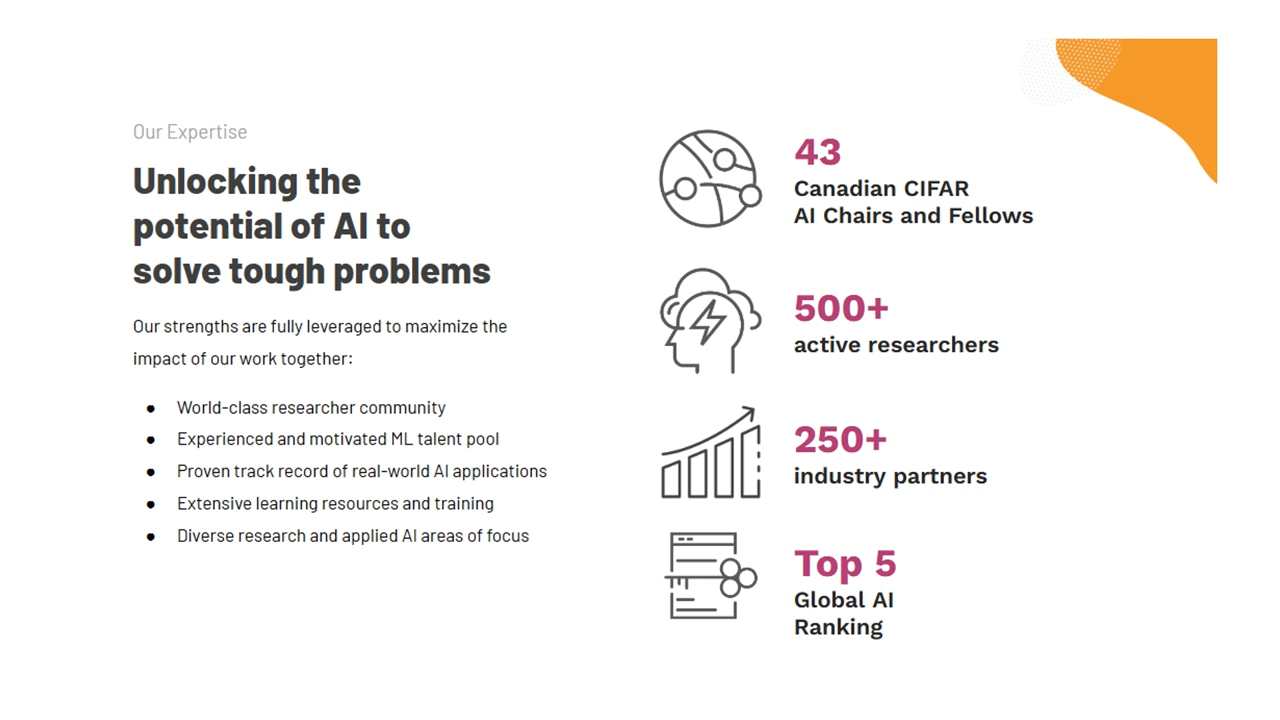 Our Expertise
Unlocking the
potential of AI to
solve tough problems
Our strengths are fully leveraged to maximize the
impact of our work together:
● World-class researcher community
● Experienced and motivated ML talent pool
● Proven track record of real-world AI applications
● Extensive learning resources and training
● Diverse research and applied AI areas of focus
43
Canadian CIFAR
AI Chairs and Fellows
500+
active researchers
250+
industry partners
Top 5
Global AI
Ranking